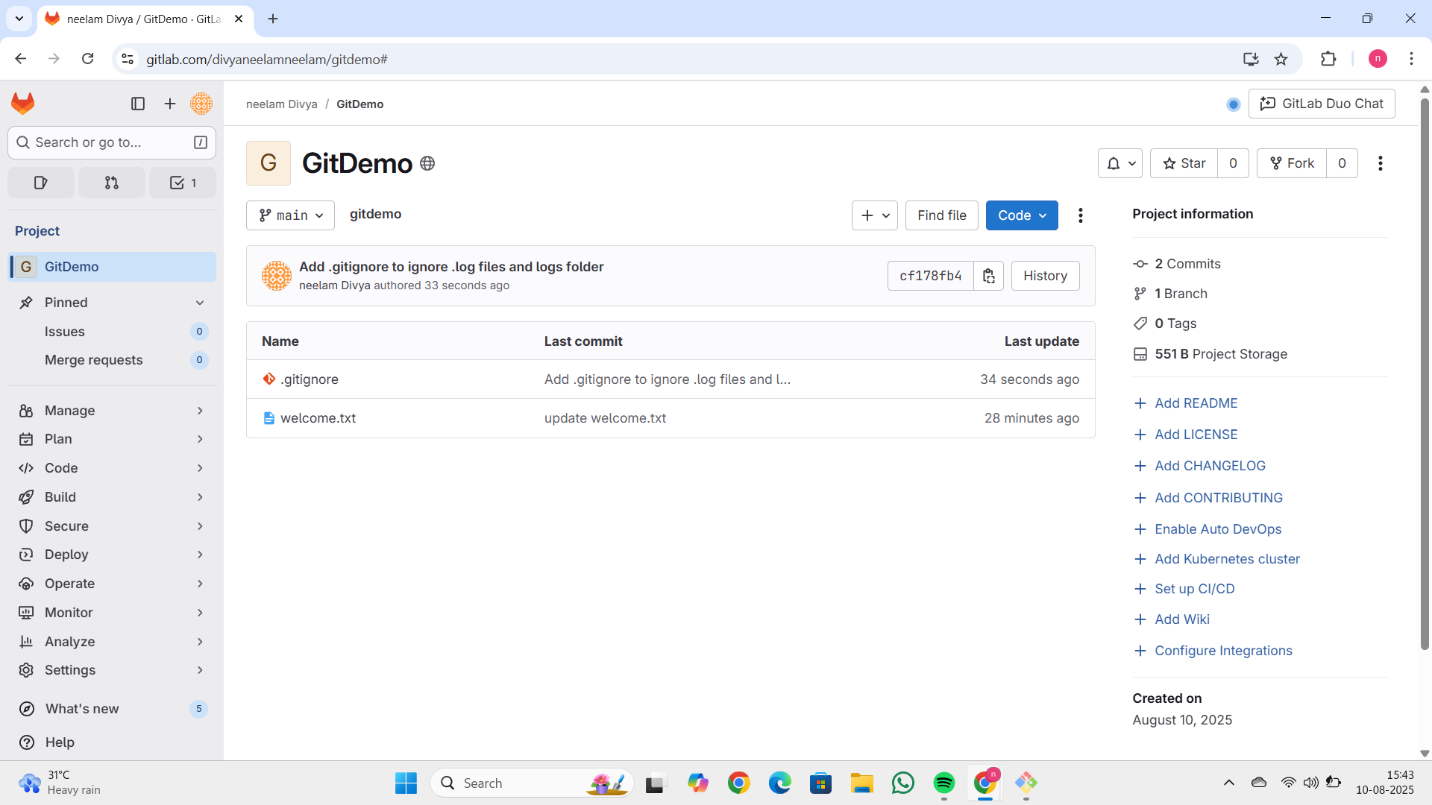 neelam Divya / GitDemo · GitLa
gitlab.com/divyaneelamneelam/gitdemo#
n
neelam Divya / GitDemo
GitLab Duo Chat
Search or go to...
/
1
G
GitDemo
Star
0
Fork
0
main
gitdemo
Find file
Code
Add .gitignore to ignore .log files and logs folder
neelam Divya authored 33 seconds ago
cf178fb4
History
Name Last commit Last update
.gitignore Add .gitignore to ignore .log files and l... 34 seconds ago
welcome.txt update welcome.txt 28 minutes ago
Project
G GitDemo
Pinned
Issues 0
Merge requests 0
Manage
Plan
Code
Build
Secure
Deploy
Operate
Monitor
Analyze
Settings
What's new 5
Help
Project information
2 Commits
1 Branch
0 Tags
551 B Project Storage
Add README
Add LICENSE
Add CHANGELOG
Add CONTRIBUTING
Enable Auto DevOps
Add Kubernetes cluster
Set up CI/CD
Add Wiki
Configure Integrations
Created on
August 10, 2025
31°C
Heavy rain
Search
n
15:43
10-08-2025